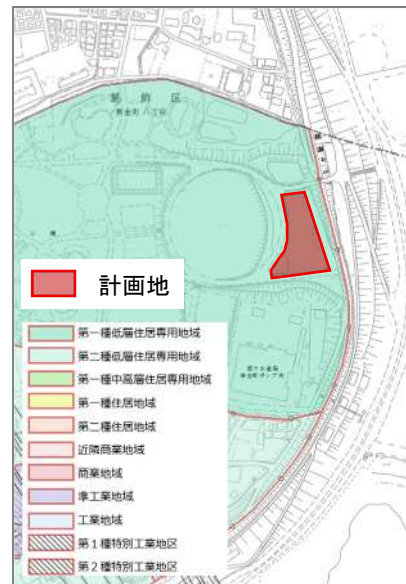 葛飾区
計画地
第一種低層住居専用地域
第二種低層住居専用地域
第一種中高層住居専用地域
第一種住居地域
第二種住居地域
近隣商業地域
商業地域
準工業地域
工業地域
第1種特別工業地区
第2種特別工業地区